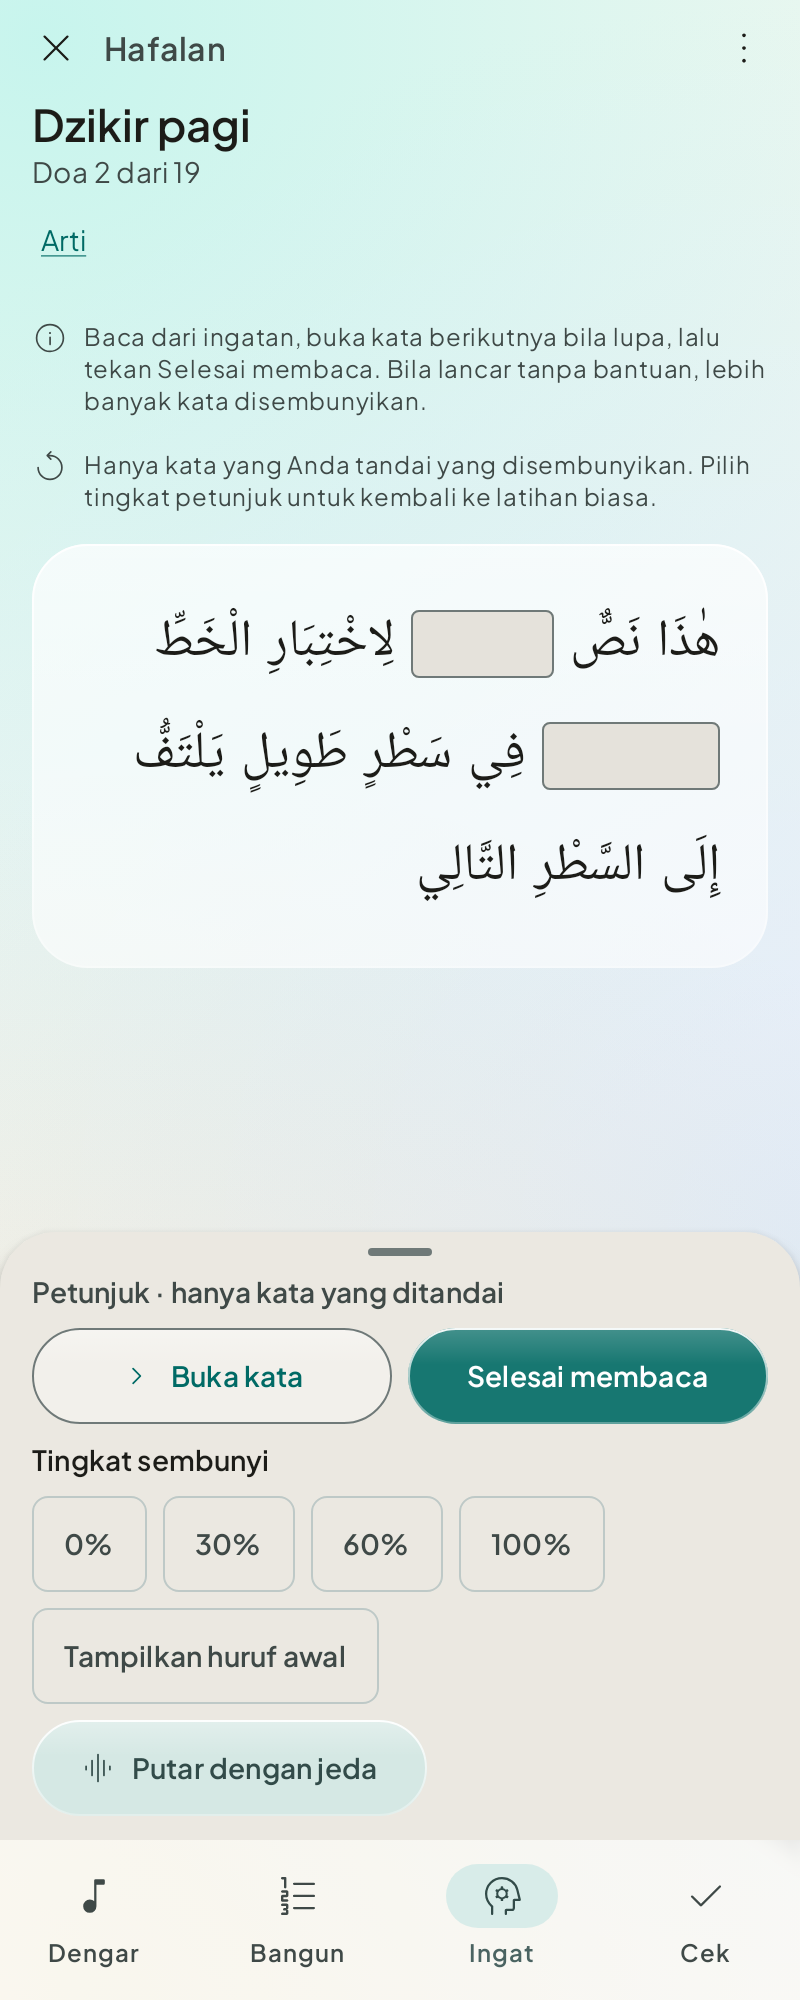 Hafalan
Dzikir pagi
Doa 2 dari 19
Arti
Baca dari ingatan, buka kata berikutnya bila lupa, lalu
tekan Selesai membaca. Bila lancar tanpa bantuan, lebih
banyak kata disembunyikan.
Hanya kata yang Anda tandai yang disembunyikan. Pilih
tingkat petunjuk untuk kembali ke latihan biasa.
هٰذَا نَصٌّ لِاخْتِبَارِ الْخَطِّ
فِي سَطْرٍ طَوِيلٍ يَلْتَفُّ
إِلَى السَّطْرِ التَّالِي
Petunjuk · hanya kata yang ditandai
Buka kata
Selesai membaca
Tingkat sembunyi
0% 30% 60% 100%
Tampilkan huruf awal
Putar dengan jeda
Dengar Bangun Ingat Cek